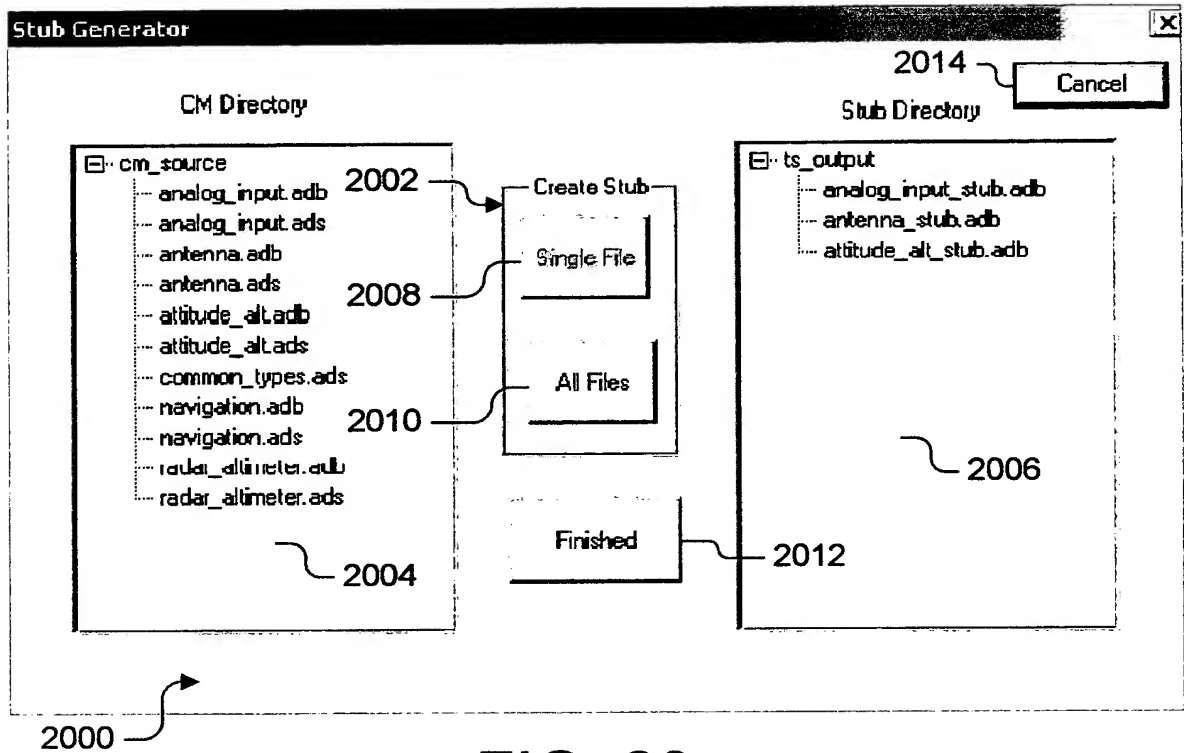 Stub Generator
2014
Cancel
CM Directory
Stub Directory
cm_source
analog_input.adb
analog_input.ads
antenna.adb
antenna.ads
attitude_alt.adb
attitude_alt.ads
common_types.ads
navigation.adb
navigation.ads
radar_altimeter.adb
radar_altimeter.ads
2004
2002
Create Stub
Single File
2008
All Files
2010
Finished
2012
ts_output
analog_input_stub.adb
antenna_stub.adb
attitude_alt_stub.adb
2006
2000